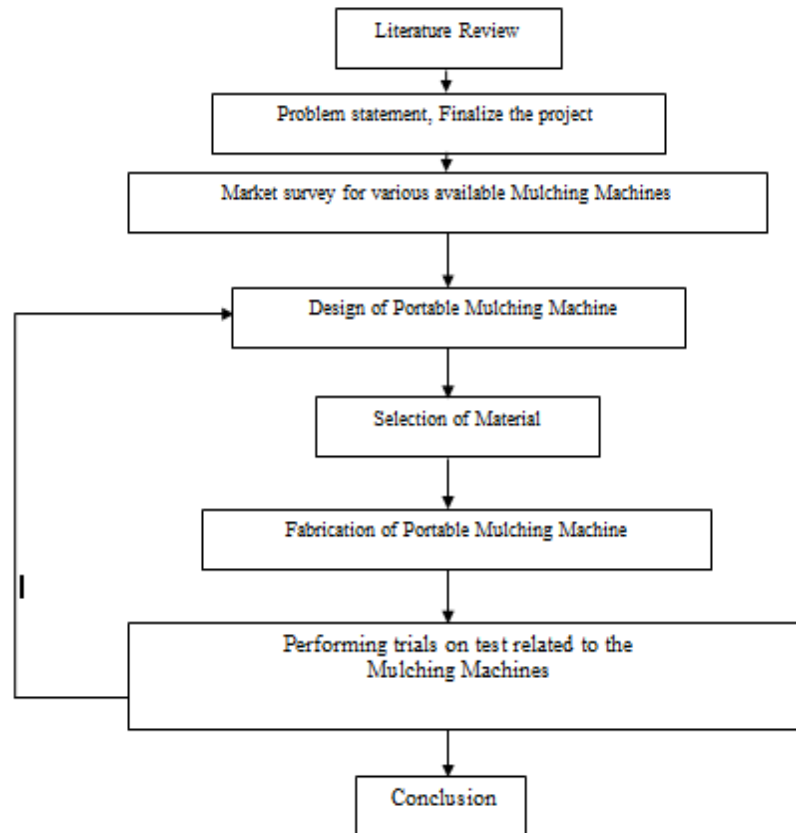 Literature Review
Problem statement, Finalize the project
Market survey for various available Mulching Machines
Design of Portable Mulching Machine
Selection of Material
Fabrication of Portable Mulching Machine
Performing trials on test related to the
Mulching Machines
Conclusion